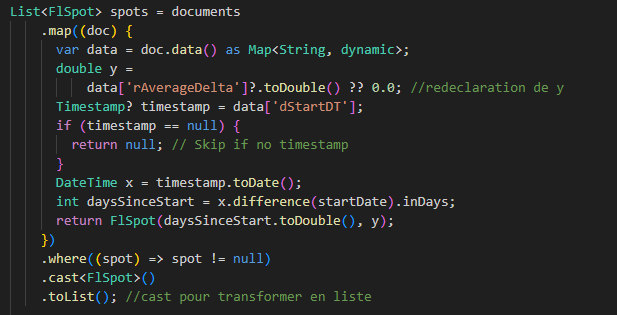 List<FlSpot> spots = documents
.map((doc) {
var data = doc.data() as Map<String, dynamic>;
double y =
data['rAverageDelta']?.toDouble() ?? 0.0; //redeclaration de y
Timestamp? timestamp = data['dStartDT'];
if (timestamp == null) {
return null; // Skip if no timestamp
}
DateTime x = timestamp.toDate();
int daysSinceStart = x.difference(startDate).inDays;
return FlSpot(daysSinceStart.toDouble(), y);
})
.where((spot) => spot != null)
.cast<FlSpot>()
.toList(); //cast pour transformer en liste